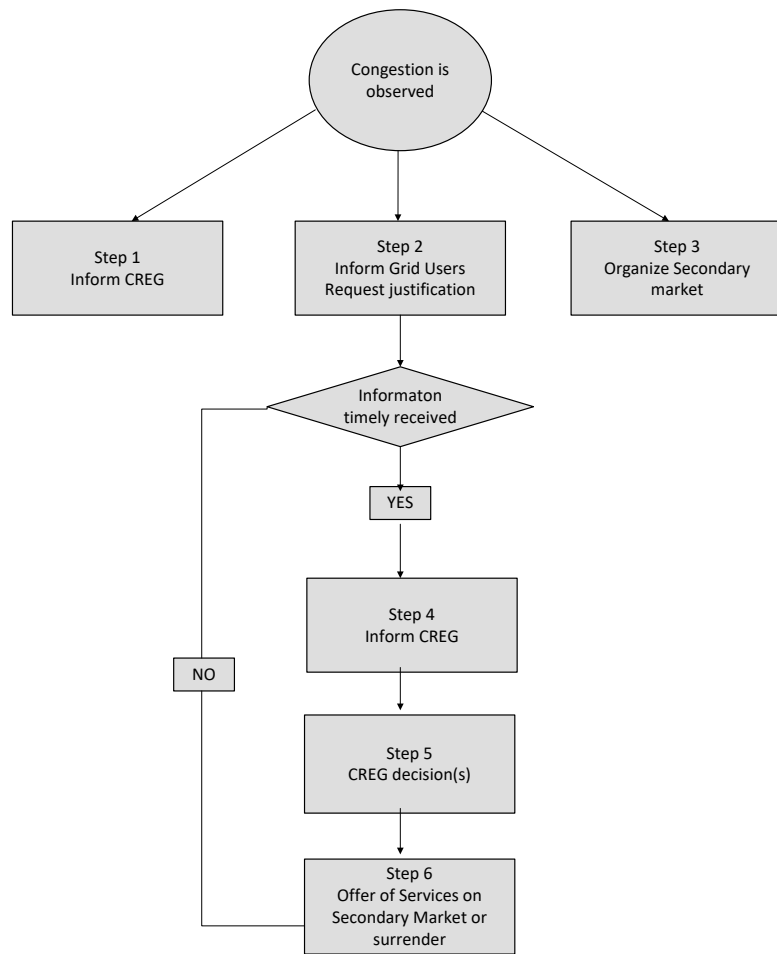 Congestion is
observed
Step 1
Inform CREG
Step 2
Inform Grid Users
Request justification
Step 3
Organize Secondary
market
Informaton
timely received
YES
Step 4
Inform CREG
NO
Step 5
CREG decision(s)
Step 6
Offer of Services on
Secondary Market or
surrender